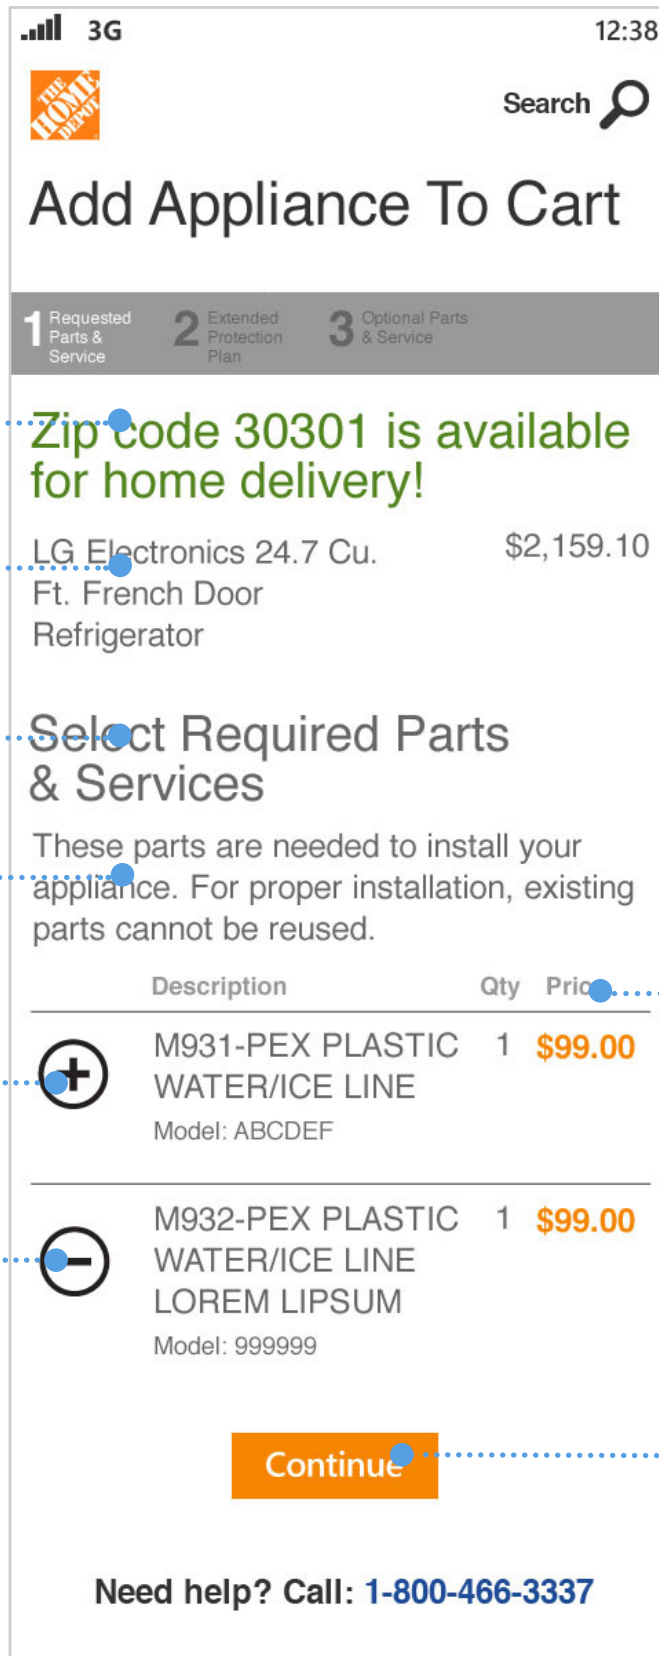 3G 12:38
THE
HOME
DEPOT
Search
Add Appliance To Cart
1 Requested
Parts &
Service
2 Extended
Protection
Plan
3 Optional Parts
& Service
Zip code 30301 is available
for home delivery!
LG Electronics 24.7 Cu. $2,159.10
Ft. French Door
Refrigerator
Select Required Parts
& Services
These parts are needed to install your
appliance. For proper installation, existing
parts cannot be reused.
Description Qty Price
M931-PEX PLASTIC 1 $99.00
WATER/ICE LINE
Model: ABCDEF
M932-PEX PLASTIC 1 $99.00
WATER/ICE LINE
LOREM LIPSUM
Model: 999999
Continue
Need help? Call: 1-800-466-3337